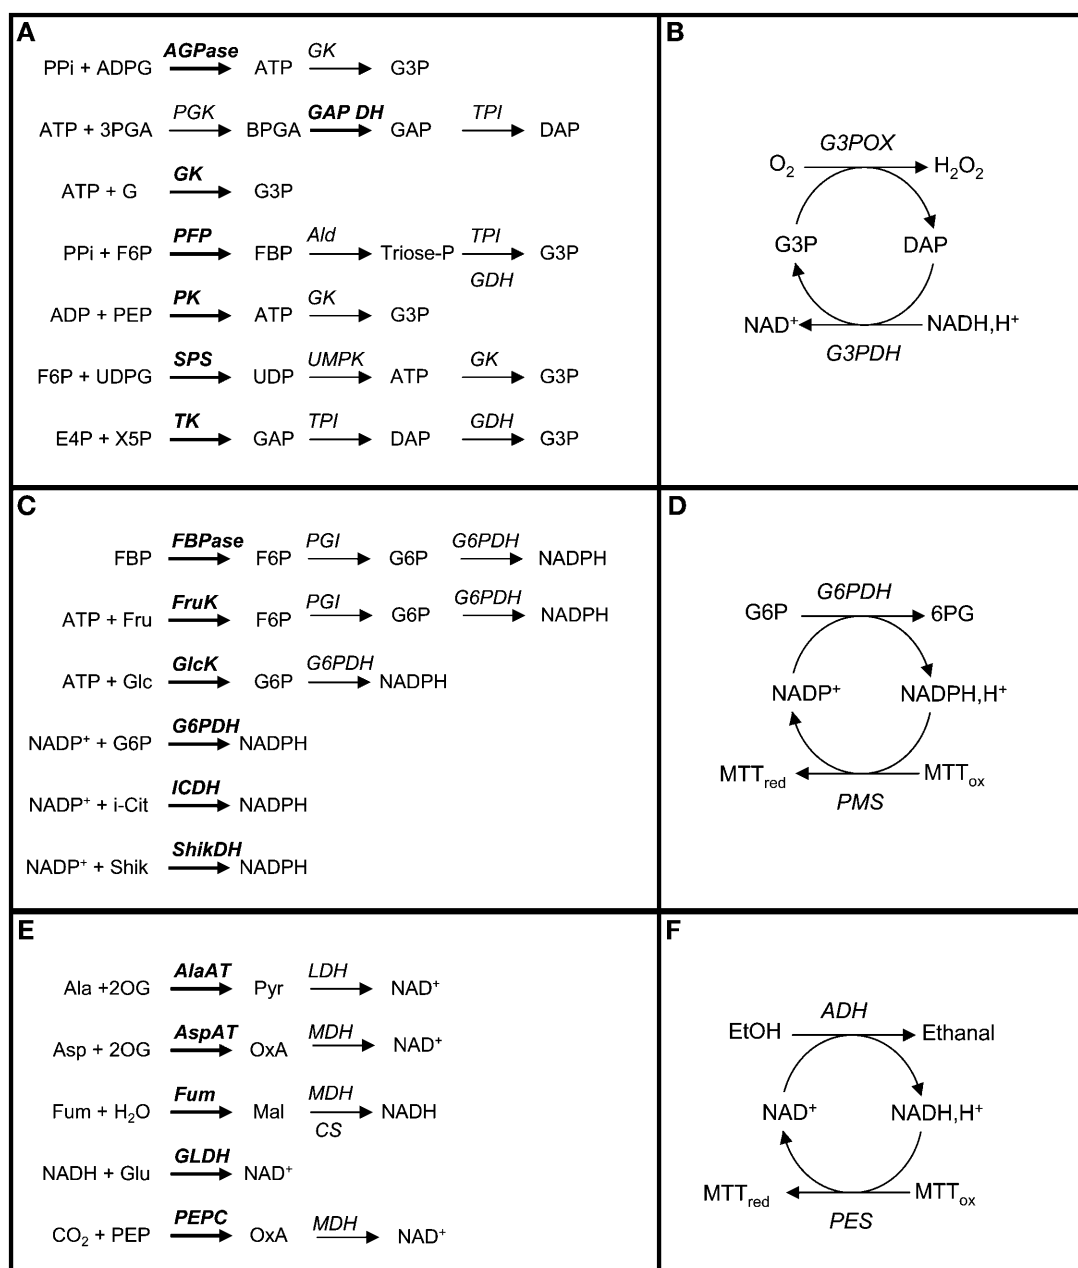 A
AGPase GK
PPi + ADPG ATP G3P
PGK GAP DH TPI
ATP + 3PGA BPGA GAP DAP
GK
ATP + G G3P
PFP Ald TPI
PPi + F6P FBP Triose-P G3P
GDH
PK GK
ADP + PEP ATP G3P
SPS UMPK GK
F6P + UDPG UDP ATP G3P
TK TPI GDH
E4P + X5P GAP DAP G3P
B
G3POX
O2 H2O2
G3P DAP
NAD+ NADH,H+
G3PDH
C
FBPase PGI G6PDH
FBP F6P G6P NADPH
FruK PGI G6PDH
ATP + Fru F6P G6P NADPH
GlcK G6PDH
ATP + Glc G6P NADPH
G6PDH
NADP+ + G6P NADPH
ICDH
NADP+ + i-Cit NADPH
ShikDH
NADP+ + Shik NADPH
D
G6PDH
G6P 6PG
NADP+ NADPH,H+
MTTred MTTox
PMS
E
AlaAT LDH
Ala +2OG Pyr NAD+
AspAT MDH
Asp + 2OG OxA NAD+
Fum MDH
Fum + H2O Mal NADH
CS
GLDH
NADH + Glu NAD+
PEPC MDH
CO2 + PEP OxA NAD+
F
ADH
EtOH Ethanal
NAD+ NADH,H+
MTTred MTTox
PES